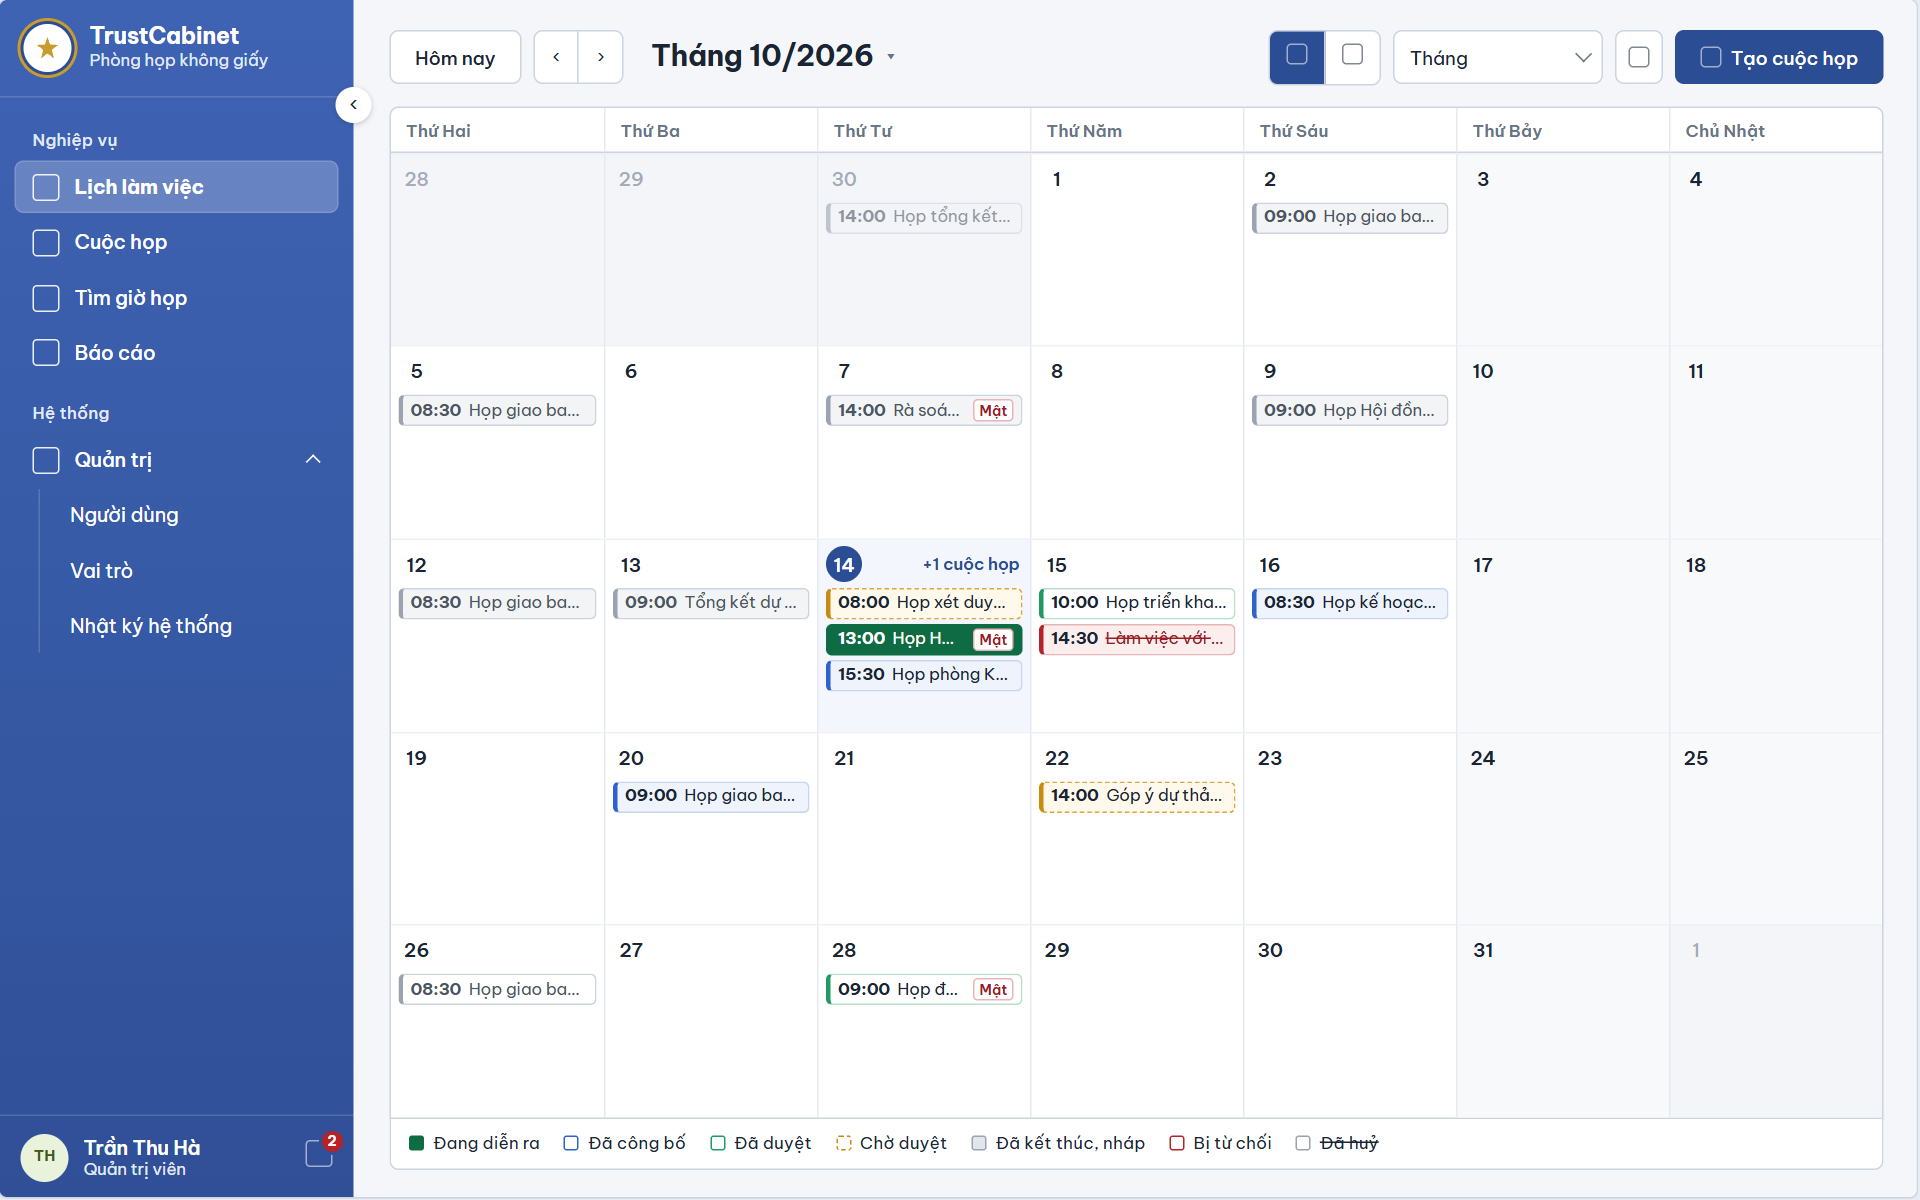 TrustCabinet
Phòng họp không giấy
Nghiệp vụ
Lịch làm việc
Cuộc họp
Tìm giờ họp
Báo cáo
Hệ thống
Quản trị
Người dùng
Vai trò
Nhật ký hệ thống
TH
Trần Thu Hà
Quản trị viên
2
Hôm nay
Tháng 10/2026
Tháng
Tạo cuộc họp
Thứ Hai
Thứ Ba
Thứ Tư
Thứ Năm
Thứ Sáu
Thứ Bảy
Chủ Nhật
28
29
30
14:00 Họp tổng kết...
1
2
09:00 Họp giao ba...
3
4
5
08:30 Họp giao ba...
6
7
14:00 Rà soá... Mật
8
9
09:00 Họp Hội đồn...
10
11
12
08:30 Họp giao ba...
13
09:00 Tổng kết dự ...
14
+1 cuộc họp
08:00 Họp xét duy...
13:00 Họp H... Mật
15:30 Họp phòng K...
15
10:00 Họp triển kha...
14:30 Làm việc với ...
16
08:30 Họp kế hoạc...
17
18
19
20
09:00 Họp giao ba...
21
22
14:00 Góp ý dự thả...
23
24
25
26
08:30 Họp giao ba...
27
28
09:00 Họp đ... Mật
29
30
31
1
Đang diễn ra
Đã công bố
Đã duyệt
Chờ duyệt
Đã kết thúc, nháp
Bị từ chối
Đã huỷ